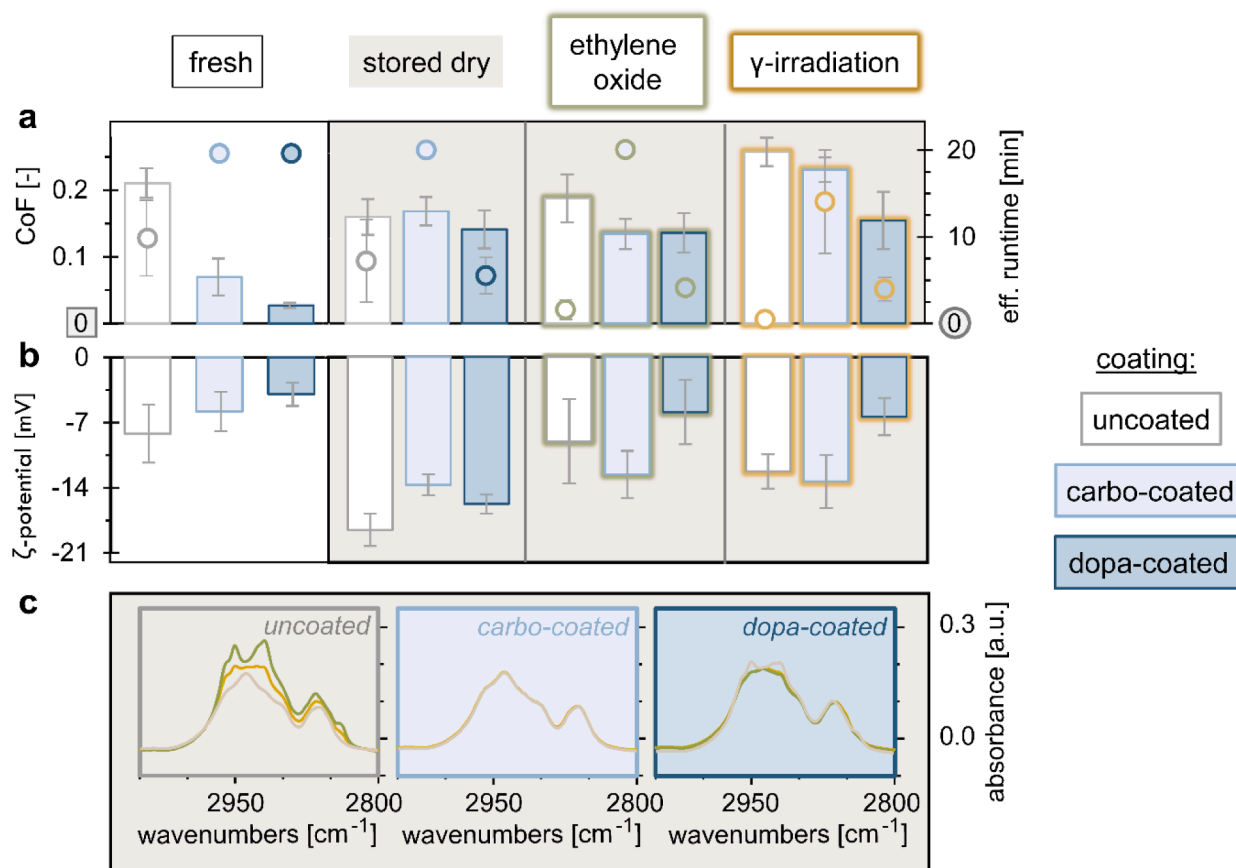 fresh
stored dry
ethylene
oxide
γ-irradiation
a
CoF [-]
0.2
0.1
0
20
10
0
eff. runtime [min]
b
ζ-potential [mV]
0
-7
-14
-21
coating:
uncoated
carbo-coated
dopa-coated
c
uncoated
carbo-coated
dopa-coated
0.3
0.0
absorbance [a.u.]
2950 2800 2950 2800 2950 2800
wavenumbers [cm⁻¹] wavenumbers [cm⁻¹] wavenumbers [cm⁻¹]